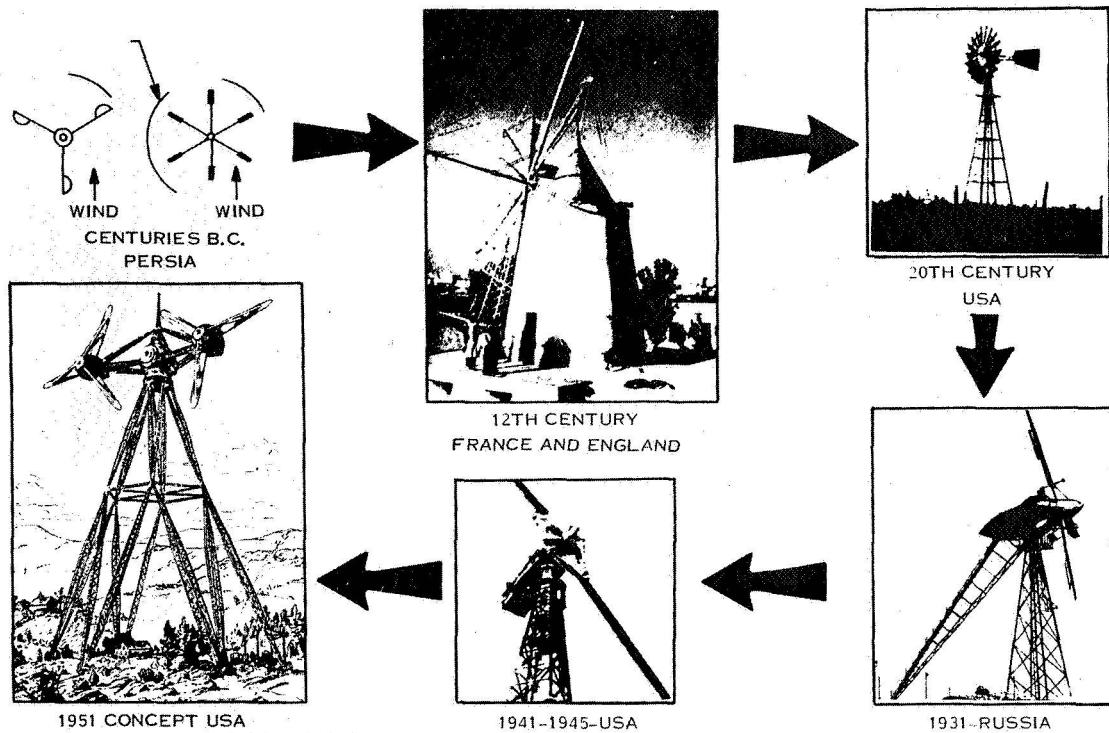 WIND
WIND
CENTURIES B.C.
PERSIA
12TH CENTURY
FRANCE AND ENGLAND
20TH CENTURY
USA
1931-RUSSIA
1941-1945-USA
1951 CONCEPT USA